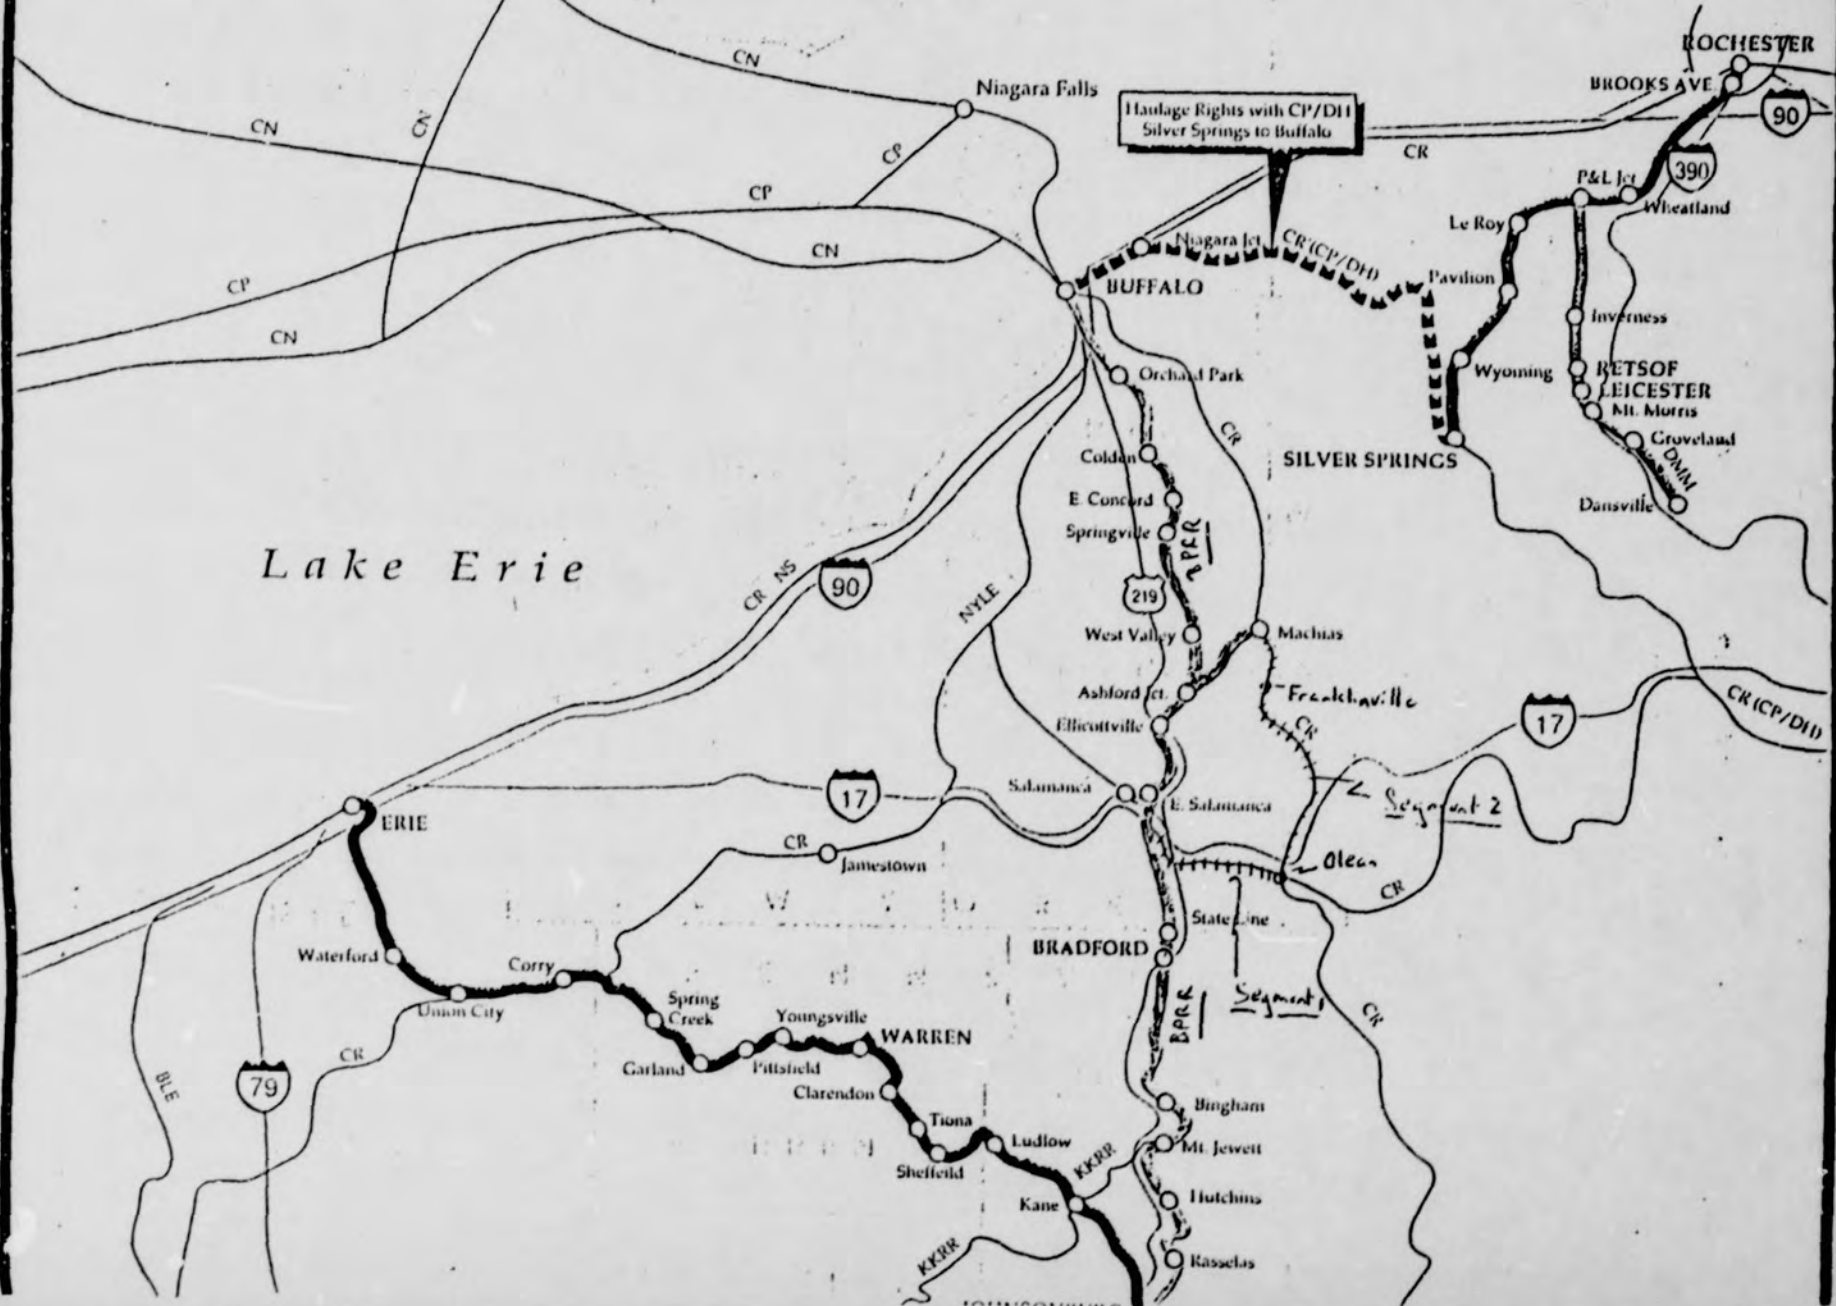 ROCHESTER
BROOKS AVE.
90
CN
Niagara Falls
Haulage Rights with CP/DH
Silver Springs to Buffalo
CR
390
CN
CN
CP
P&L Jct
Wheatland
Le Roy
CP
Niagara Jct.
CR (CP/DH)
CN
Pavilion
CP
BUFFALO
Inverness
CN
Orchard Park
Wyoming
RETSOF
LEICESTER
Mt. Morris
CR
Groveland
Colden
SILVER SPRINGS
DMM
E. Concord
Dansville
Springville
Lake Erie
CR NS
90
NYLE
219
West Valley
Machias
Ashford Jct.
Franklinville
Ellicottville
CR
17
CR (CP/DH)
Salamanca
17
E. Salamanca
Segment 2
ERIE
CR
Jamestown
Olean
CR
State Line
BRADFORD
Waterford
Corry
Spring
Creek
Union City
Youngsville
WARREN
BPRR
Segment 1
CR
CR
Garland
Pittsfield
79
BLE
Clarendon
Bingham
Tiona
Ludlow
Mt. Jewett
KKRR
Sheffeild
Kane
Hutchins
KKRR
Rasselas